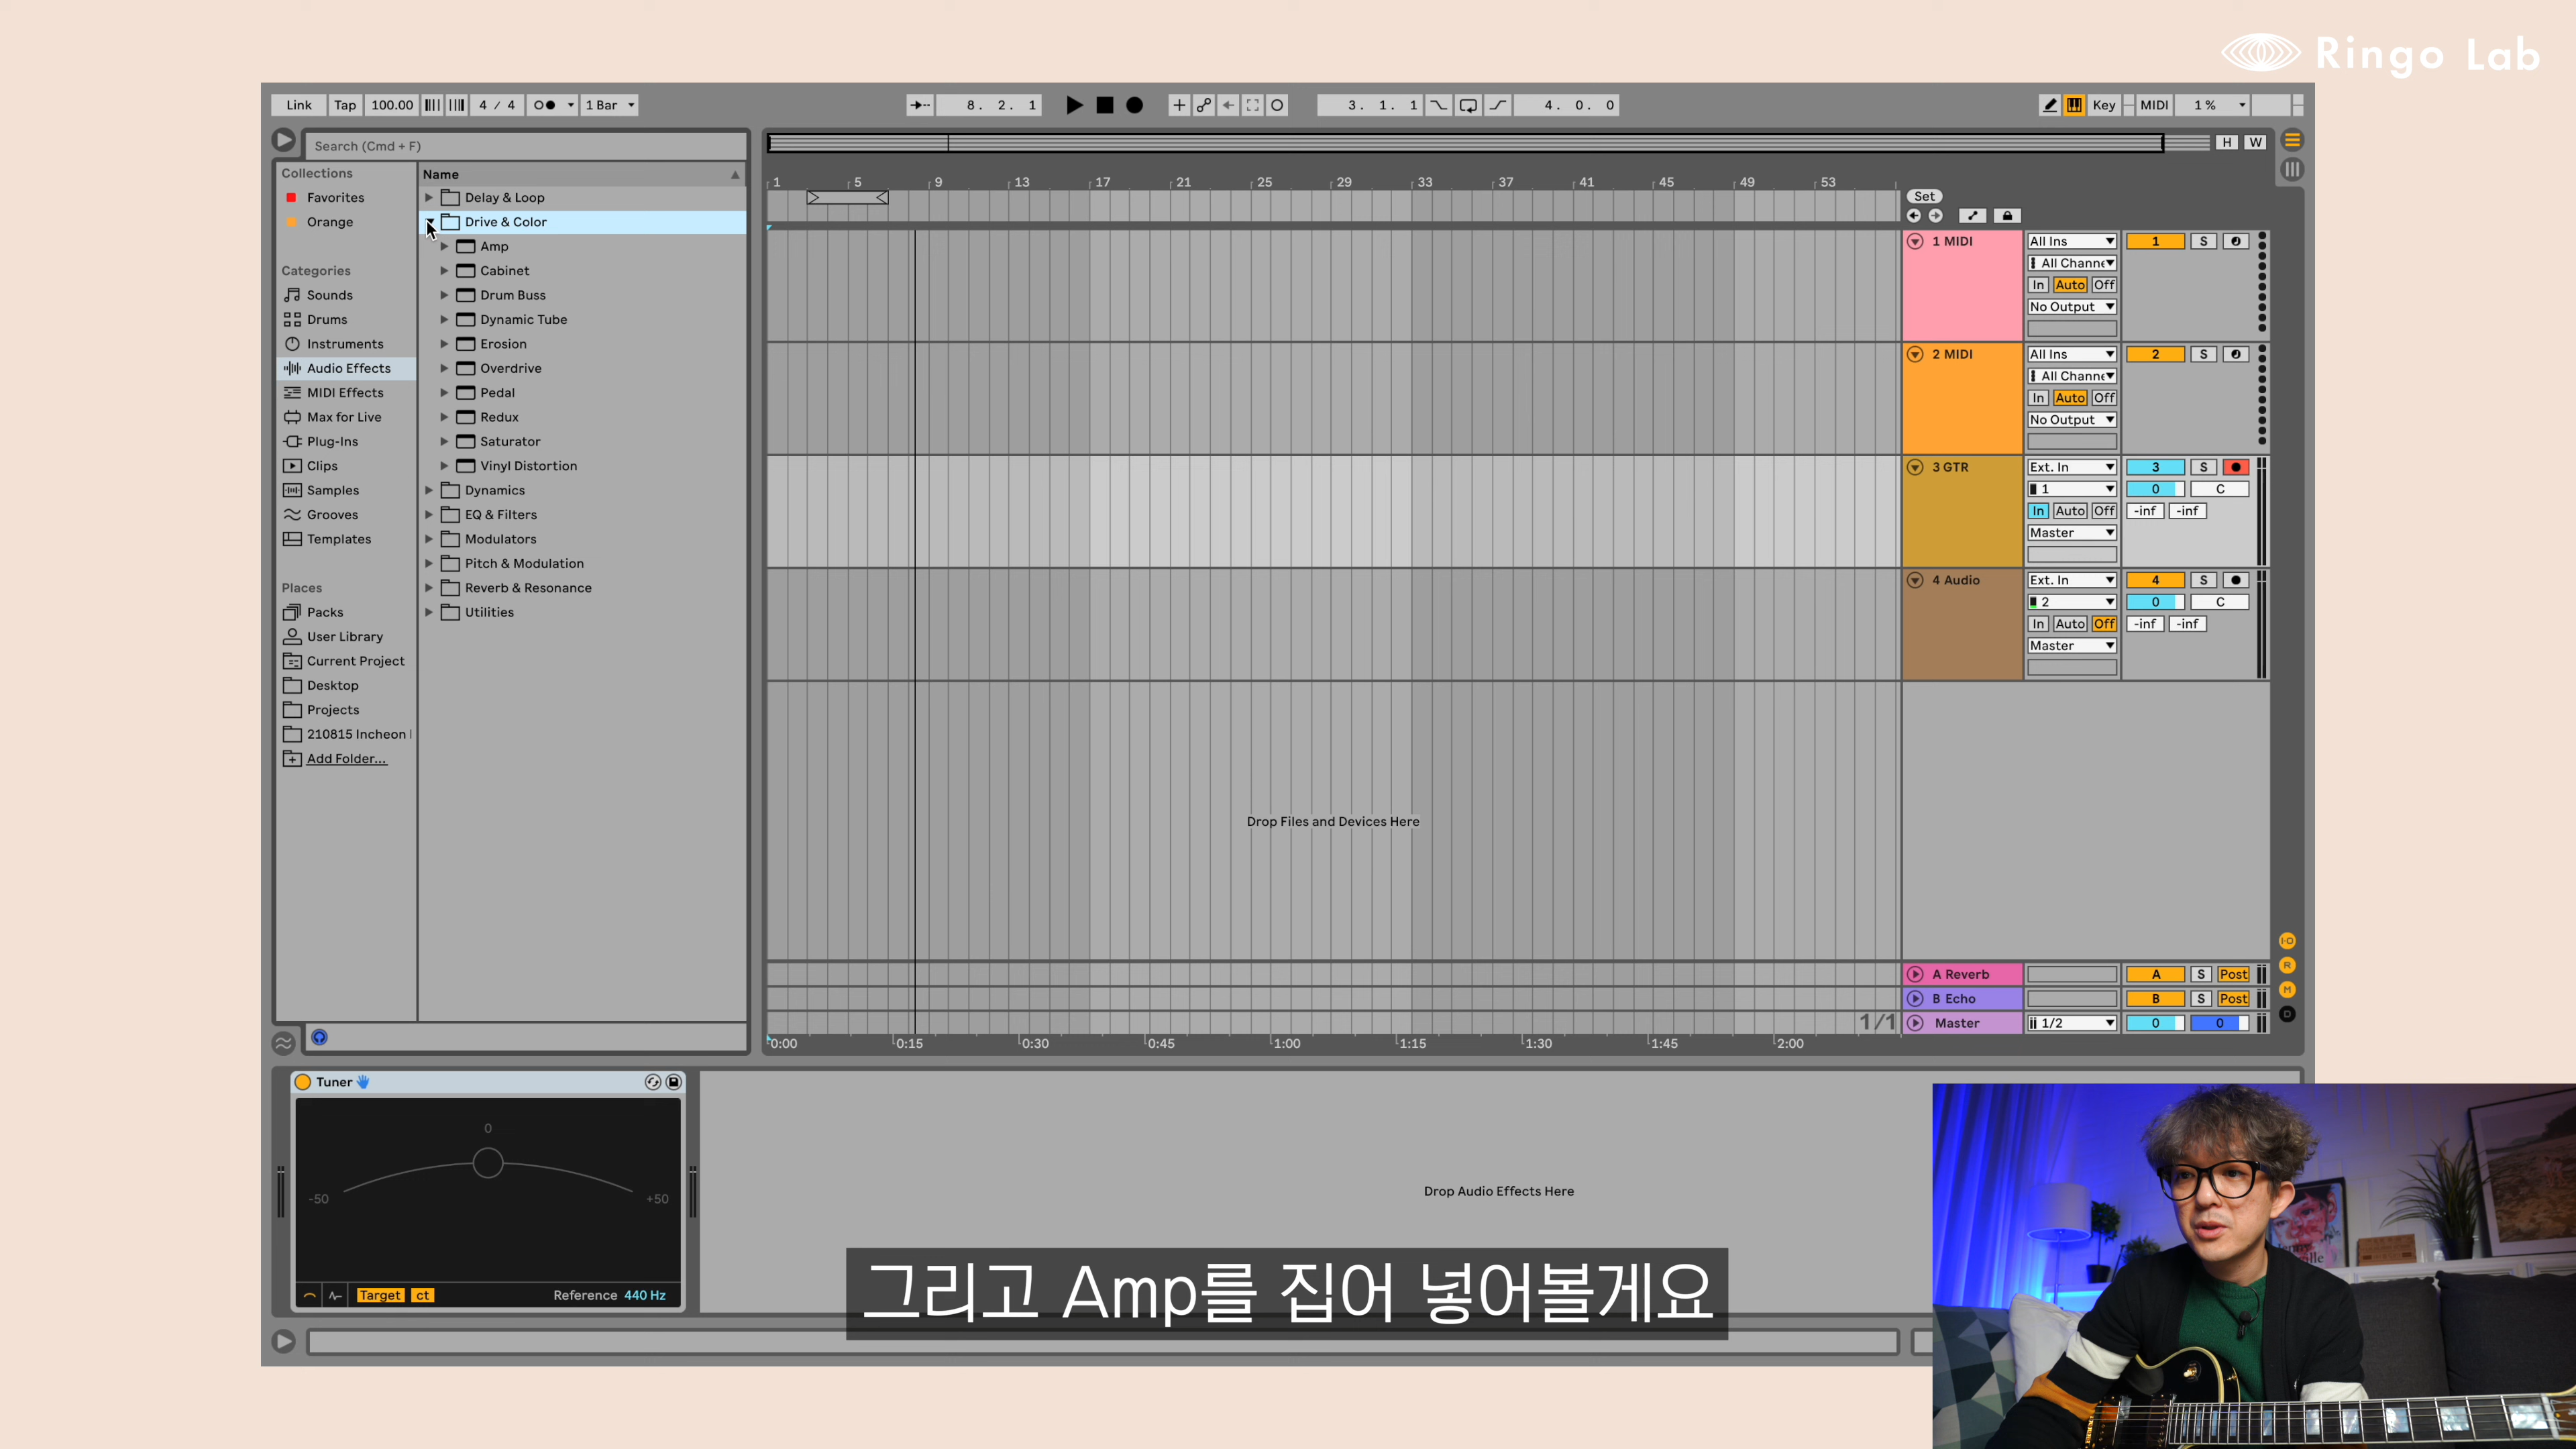 Ringo Lab
Link Tap 100.00 4 / 4 1 Bar 8. 2. 1 3. 1. 1 4. 0. 0 Key MIDI 1 %
Search (Cmd + F)
H W
Collections
Favorites
Orange
Categories
Sounds
Drums
Instruments
Audio Effects
MIDI Effects
Max for Live
Plug-Ins
Clips
Samples
Grooves
Templates
Places
Packs
User Library
Current Project
Desktop
Projects
210815 Incheon
Add Folder...
Name
Delay & Loop
Drive & Color
Amp
Cabinet
Drum Buss
Dynamic Tube
Erosion
Overdrive
Pedal
Redux
Saturator
Vinyl Distortion
Dynamics
EQ & Filters
Modulators
Pitch & Modulation
Reverb & Resonance
Utilities
1 5 9 13 17 21 25 29 33 37 41 45 49 53
Set
1 MIDI All Ins 1 S
All Channe
In Auto Off
No Output
2 MIDI All Ins 2 S
All Channe
In Auto Off
No Output
3 GTR Ext. In 3 S
1 0 C
In Auto Off -inf -inf
Master
4 Audio Ext. In 4 S
2 0 C
In Auto Off -inf -inf
Master
Drop Files and Devices Here
I·O
R
M
D
A Reverb A S Post
B Echo B S Post
1/1 Master 1/2 0 0
0:00 0:15 0:30 0:45 1:00 1:15 1:30 1:45 2:00
Tuner
0
-50 +50
Target ct Reference 440 Hz
Drop Audio Effects Here
그리고 Amp를 집어 넣어볼게요